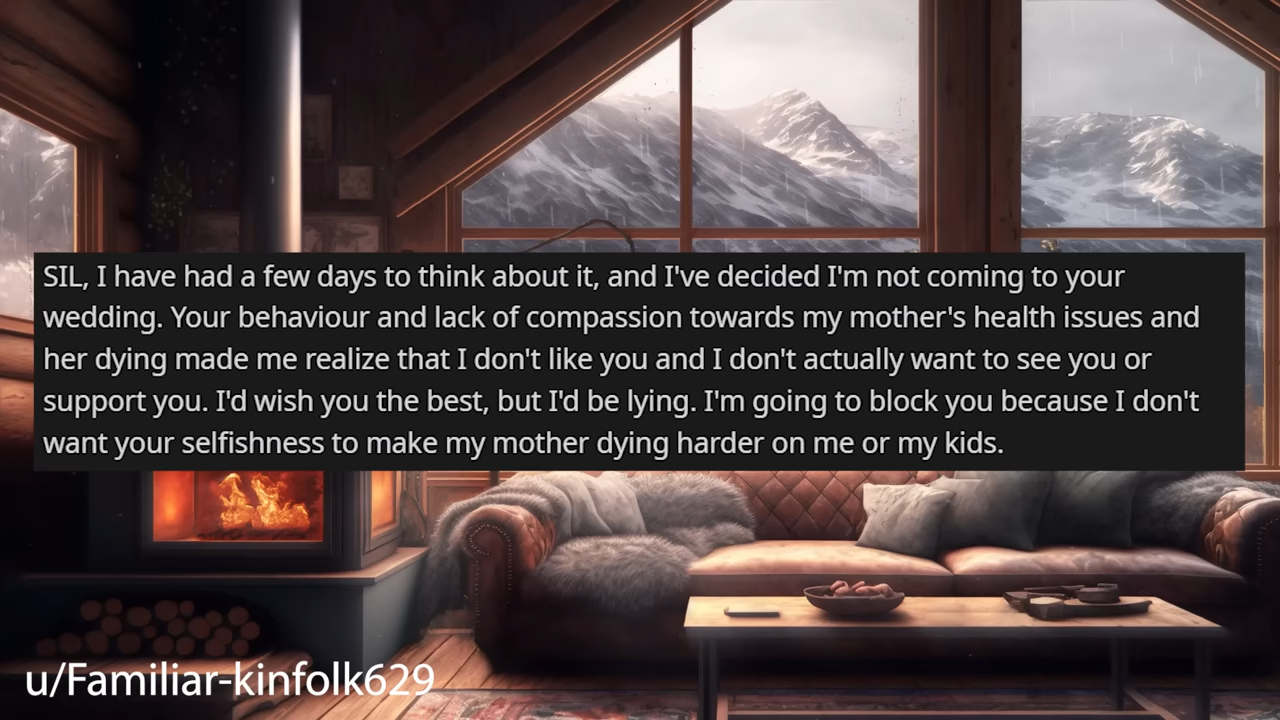 SIL, I have had a few days to think about it, and I've decided I'm not coming to your
wedding. Your behaviour and lack of compassion towards my mother's health issues and
her dying made me realize that I don't like you and I don't actually want to see you or
support you. I'd wish you the best, but I'd be lying. I'm going to block you because I don't
want your selfishness to make my mother dying harder on me or my kids.
u/Familiar-kinfolk629